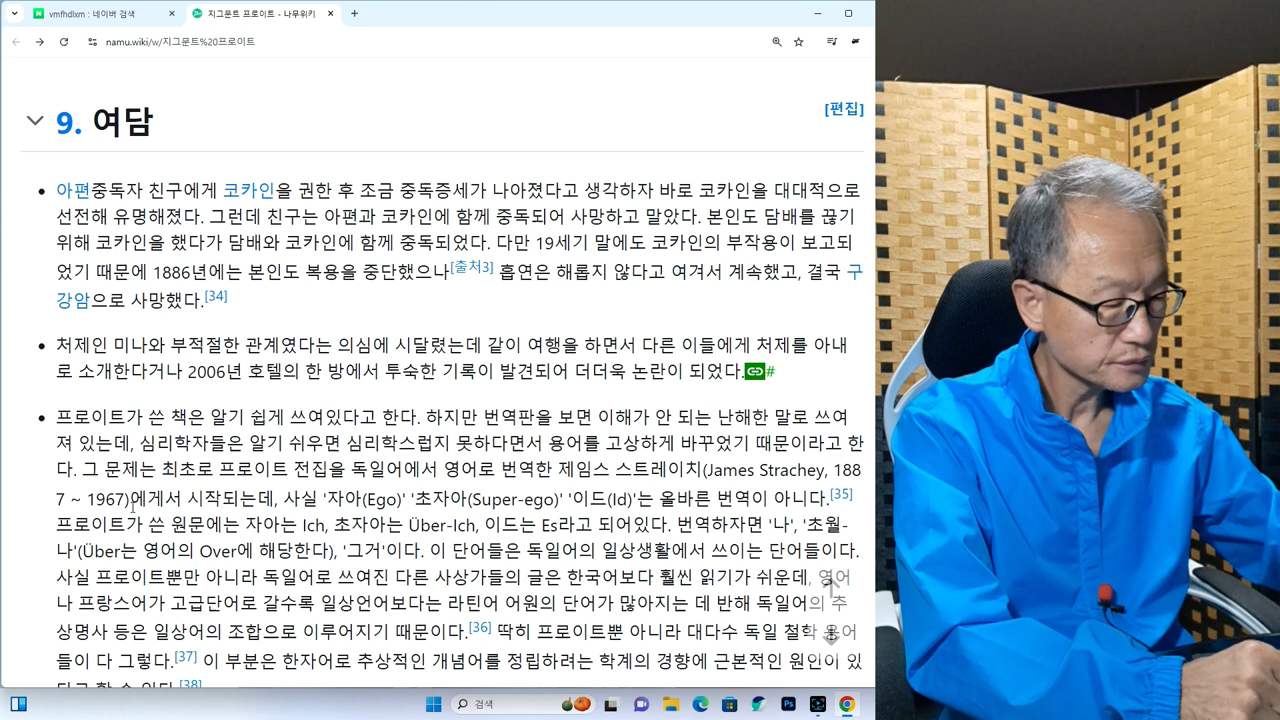 vmfhdlxm : 네이버 검색
지그문트 프로이트 - 나무위키
namu.wiki/w/지그문트%20프로이트
9. 여담
[편집]
아편중독자 친구에게 코카인을 권한 후 조금 중독증세가 나아졌다고 생각하자 바로 코카인을 대대적으로
선전해 유명해졌다. 그런데 친구는 아편과 코카인에 함께 중독되어 사망하고 말았다. 본인도 담배를 끊기
위해 코카인을 했다가 담배와 코카인에 함께 중독되었다. 다만 19세기 말에도 코카인의 부작용이 보고되
었기 때문에 1886년에는 본인도 복용을 중단했으나[출처3] 흡연은 해롭지 않다고 여겨서 계속했고, 결국 구
강암으로 사망했다.[34]
처제인 미나와 부적절한 관계였다는 의심에 시달렸는데 같이 여행을 하면서 다른 이들에게 처제를 아내
로 소개한다거나 2006년 호텔의 한 방에서 투숙한 기록이 발견되어 더더욱 논란이 되었다.#
프로이트가 쓴 책은 알기 쉽게 쓰여있다고 한다. 하지만 번역판을 보면 이해가 안 되는 난해한 말로 쓰여
져 있는데, 심리학자들은 알기 쉬우면 심리학스럽지 못하다면서 용어를 고상하게 바꾸었기 때문이라고 한
다. 그 문제는 최초로 프로이트 전집을 독일어에서 영어로 번역한 제임스 스트레이치(James Strachey, 188
7 ~ 1967)에게서 시작되는데, 사실 '자아(Ego)' '초자아(Super-ego)' '이드(Id)'는 올바른 번역이 아니다.[35]
프로이트가 쓴 원문에는 자아는 Ich, 초자아는 Über-Ich, 이드는 Es라고 되어있다. 번역하자면 '나', '초월-
나'(Über는 영어의 Over에 해당한다), '그거'이다. 이 단어들은 독일어의 일상생활에서 쓰이는 단어들이다.
사실 프로이트뿐만 아니라 독일어로 쓰여진 다른 사상가들의 글은 한국어보다 훨씬 읽기가 쉬운데, 영어
나 프랑스어가 고급단어로 갈수록 일상언어보다는 라틴어 어원의 단어가 많아지는 데 반해 독일어의 추
상명사 등은 일상어의 조합으로 이루어지기 때문이다.[36] 딱히 프로이트뿐 아니라 대다수 독일 철학 용어
들이 다 그렇다.[37] 이 부분은 한자어로 추상적인 개념어를 정립하려는 학계의 경향에 근본적인 원인이 있
다고 할 수 있다.[38]
검색